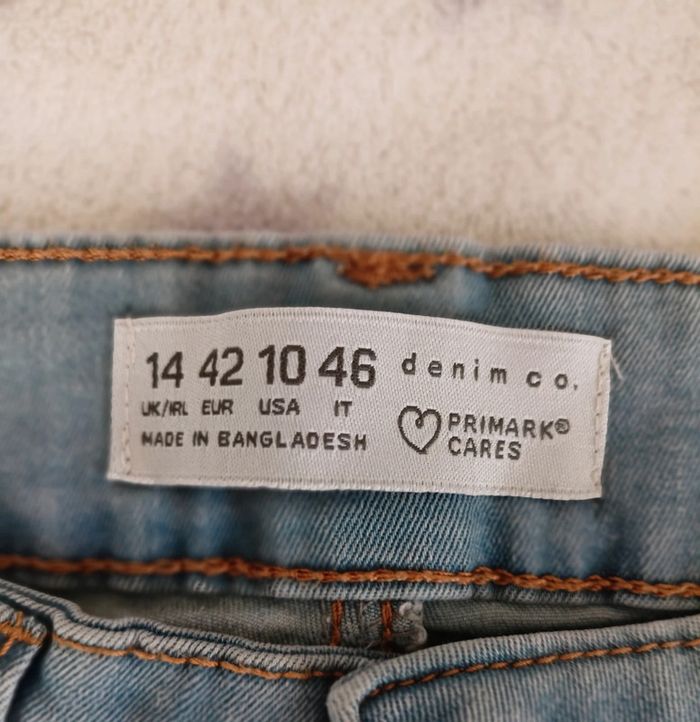 14 42 10 46
UK/IRL EUR USA IT
MADE IN BANGLADESH
denim co.
PRIMARK®
CARES